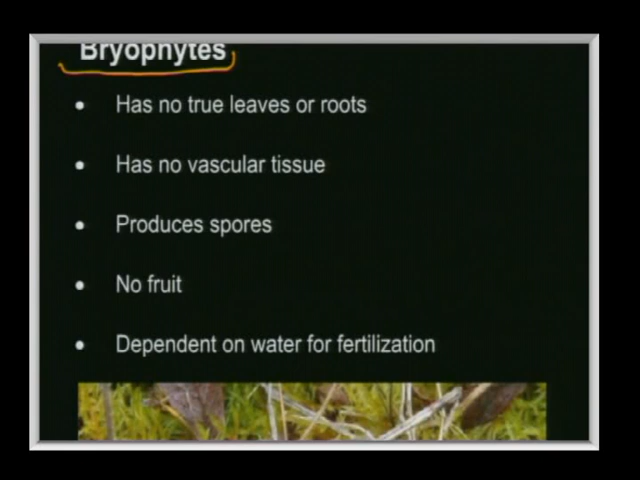 Bryophytes
• Has no true leaves or roots
• Has no vascular tissue
• Produces spores
• No fruit
• Dependent on water for fertilization